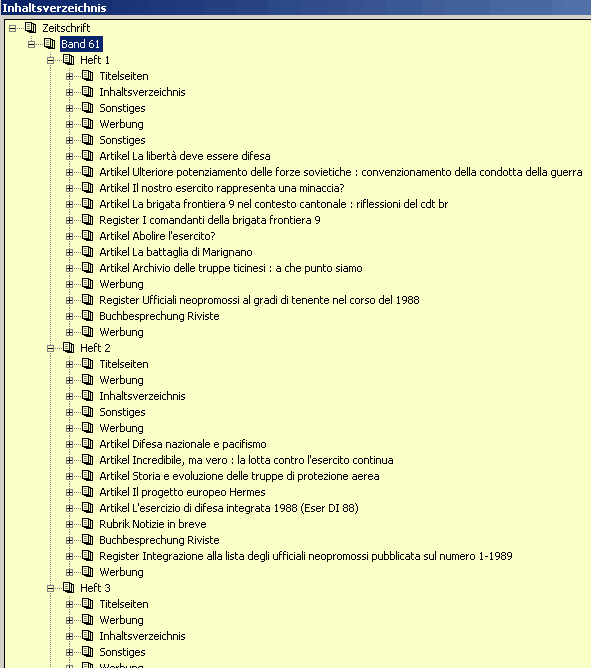 Inhaltsverzeichnis
Zeitschrift
Band 61
Heft 1
Titelseiten
Inhaltsverzeichnis
Sonstiges
Werbung
Sonstiges
Artikel La libertà deve essere difesa
Artikel Ulteriore potenziamento delle forze sovietiche : convenzionamento della condotta della guerra
Artikel Il nostro esercito rappresenta una minaccia?
Artikel La brigata frontiera 9 nel contesto cantonale : riflessioni del cdt br
Register I comandanti della brigata frontiera 9
Artikel Abolire l'esercito?
Artikel La battaglia di Marignano
Artikel Archivio delle truppe ticinesi : a che punto siamo
Werbung
Register Ufficiali neopromossi al gradi di tenente nel corso del 1988
Buchbesprechung Riviste
Werbung
Heft 2
Titelseiten
Werbung
Inhaltsverzeichnis
Sonstiges
Werbung
Artikel Difesa nazionale e pacifismo
Artikel Incredibile, ma vero : la lotta contro l'esercito continua
Artikel Storia e evoluzione delle truppe di protezione aerea
Artikel Il progetto europeo Hermes
Artikel L'esercizio di difesa integrata 1988 (Eser DI 88)
Rubrik Notizie in breve
Buchbesprechung Riviste
Register Integrazione alla lista degli ufficiali neopromossi pubblicata sul numero 1-1989
Werbung
Heft 3
Titelseiten
Werbung
Inhaltsverzeichnis
Sonstiges
Werbung